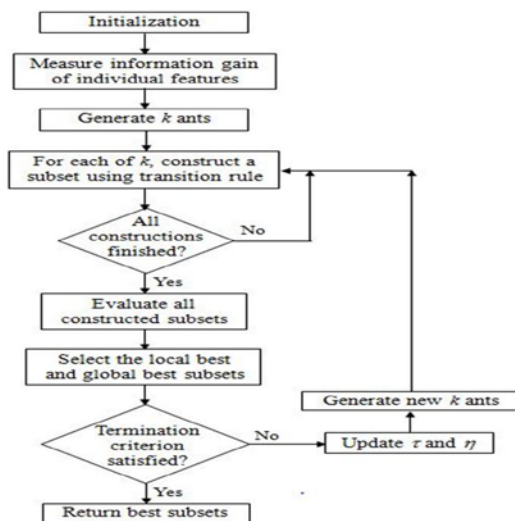 Initialization
Measure information gain
of individual features
Generate k ants
For each of k, construct a
subset using transition rule
All
constructions
finished?
No
Yes
Evaluate all
constructed subsets
Select the local best
and global best subsets
Generate new k ants
Termination
criterion
satisfied?
No
Update τ and η
Yes
Return best subsets